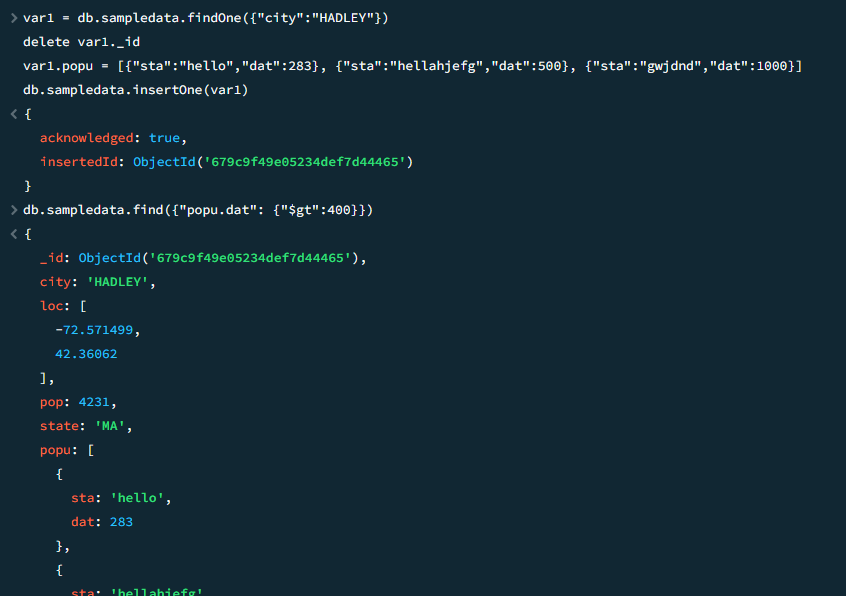 > var1 = db.sampledata.findOne({"city":"HADLEY"})
delete var1._id
var1.popu = [{"sta":"hello","dat":283}, {"sta":"hellahjefg","dat":500}, {"sta":"gwjdnd","dat":1000}]
db.sampledata.insertOne(var1)
< {
acknowledged: true,
insertedId: ObjectId('679c9f49e05234def7d44465')
}
> db.sampledata.find({"popu.dat": {"$gt":400}})
< {
_id: ObjectId('679c9f49e05234def7d44465'),
city: 'HADLEY',
loc: [
-72.571499,
42.36062
],
pop: 4231,
state: 'MA',
popu: [
{
sta: 'hello',
dat: 283
},
{
sta: 'hellahjefg'